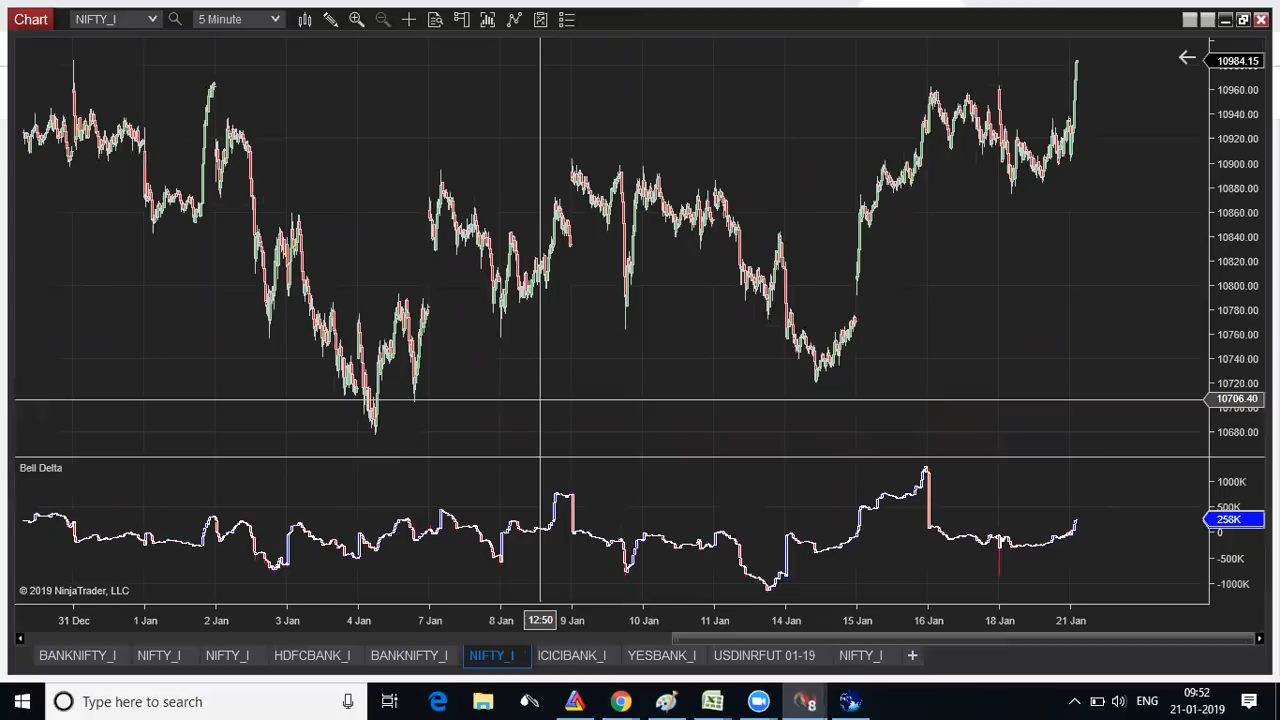 Chart NIFTY_I 5 Minute
10984.15
10960.00
10940.00
10920.00
10900.00
10880.00
10860.00
10840.00
10820.00
10800.00
10780.00
10760.00
10740.00
10720.00
10706.40
10680.00
Bell Delta
1000K
500K
258K
0
-500K
-1000K
© 2019 NinjaTrader, LLC
31 Dec 1 Jan 2 Jan 3 Jan 4 Jan 7 Jan 8 Jan 12:50 9 Jan 10 Jan 11 Jan 14 Jan 15 Jan 16 Jan 18 Jan 21 Jan
BANKNIFTY_I NIFTY_I NIFTY_I HDFCBANK_I BANKNIFTY_I NIFTY_I ICICIBANK_I YESBANK_I USDINRFUT 01-19 NIFTY_I +
Type here to search
8
ENG
09:52
21-01-2019